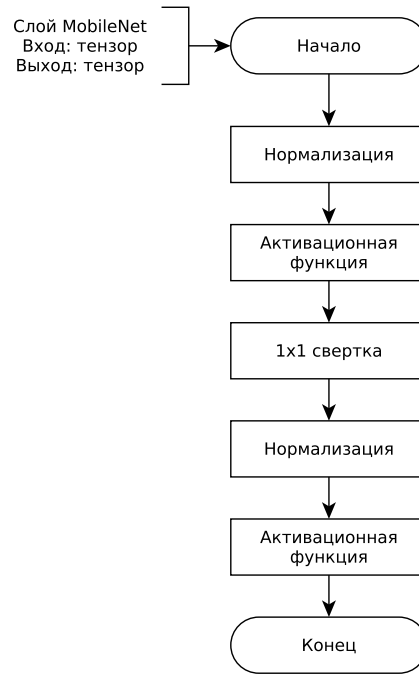 Слой MobileNet
Вход: тензор
Выход: тензор
Начало
Нормализация
Активационная
функция
1x1 свертка
Нормализация
Активационная
функция
Конец